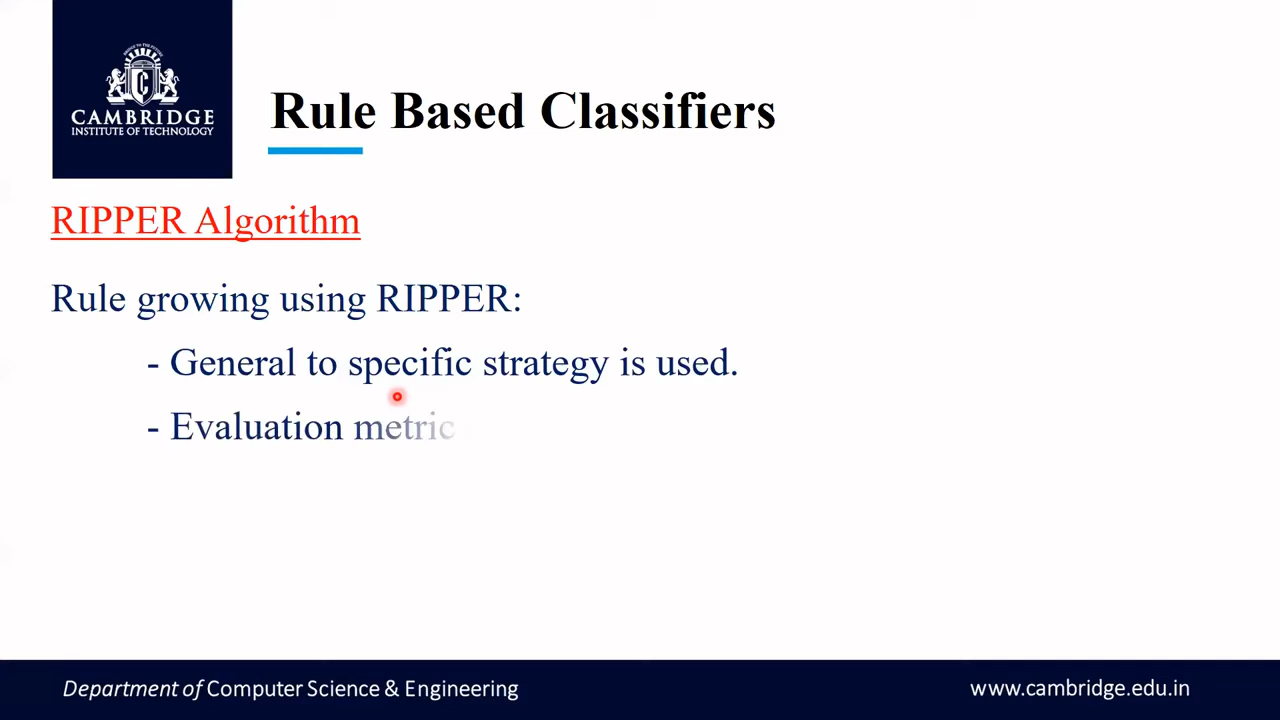 CAMBRIDGE
INSTITUTE OF TECHNOLOGY
Rule Based Classifiers
RIPPER Algorithm
Rule growing using RIPPER:
- General to specific strategy is used.
- Evaluation metric
Department of Computer Science & Engineering
www.cambridge.edu.in